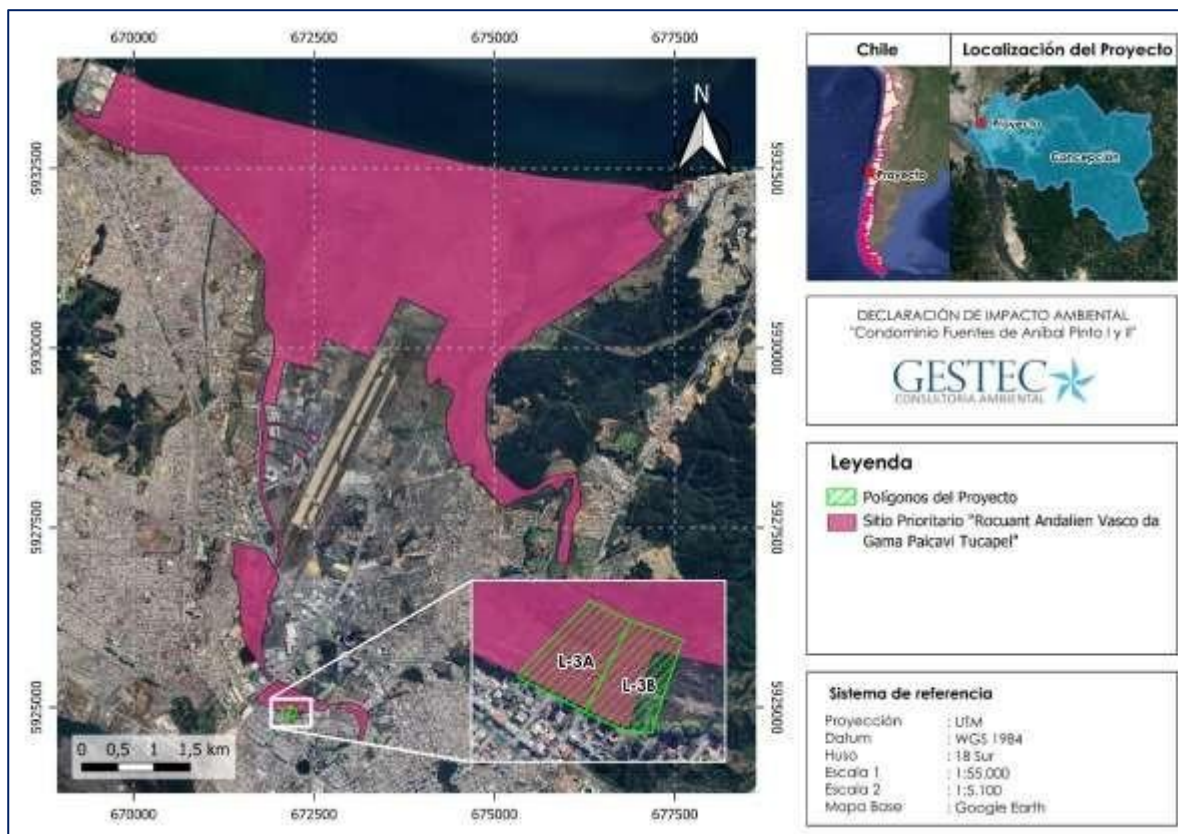 670000 672500 675000 677500
5932500 5932500
5930000 5930000
5927500 5927500
5925000 5925000
N
L-3A
L-3B
0 0,5 1 1,5 km
670000 672500 675000 677500
Chile
Localización del Proyecto
Proyecto
Proyecto
Concepción
DECLARACIÓN DE IMPACTO AMBIENTAL
"Condominio Fuentes de Aníbal Pinto I y II"
GESTEC
CONSULTORIA AMBIENTAL
Leyenda
Polígonos del Proyecto
Sitio Prioritario "Rocuant Andalien Vasco da
Gama Paicavi Tucapel"
Sistema de referencia
Proyección : UTM
Datum : WGS 1984
Huso : 18 Sur
Escala 1 : 1:55.000
Escala 2 : 1:5.100
Mapa Base : Google Earth